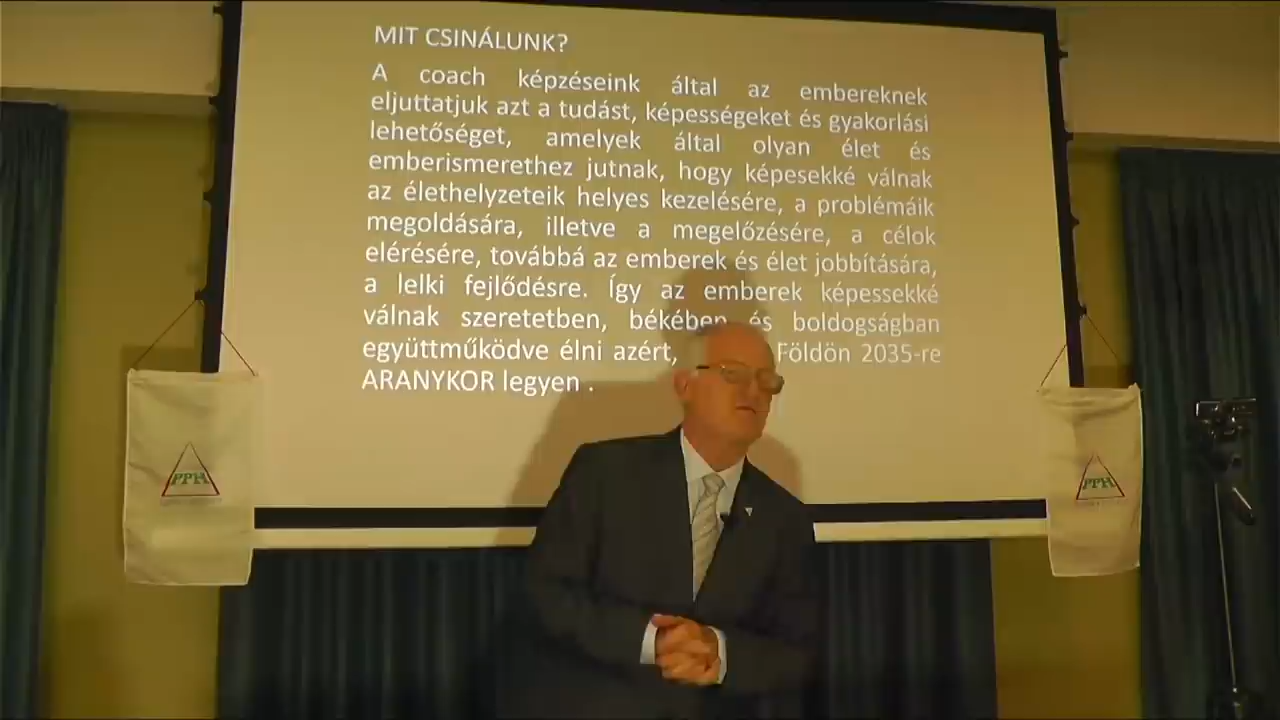 MIT CSINÁLUNK?
A coach képzéseink által az embereknek
eljuttatjuk azt a tudást, képességeket és gyakorlási
lehetőséget, amelyek által olyan élet és
emberismerethez jutnak, hogy képesekké válnak
az élethelyzeteik helyes kezelésére, a problémáik
megoldására, illetve a megelőzésére, a célok
elérésére, továbbá az emberek és élet jobbítására,
a lelki fejlődésre. Így az emberek képessekké
válnak szeretetben, békében és boldogságban
együttműködve élni azért, Földön 2035-re
ARANYKOR legyen .
PPH
PPH